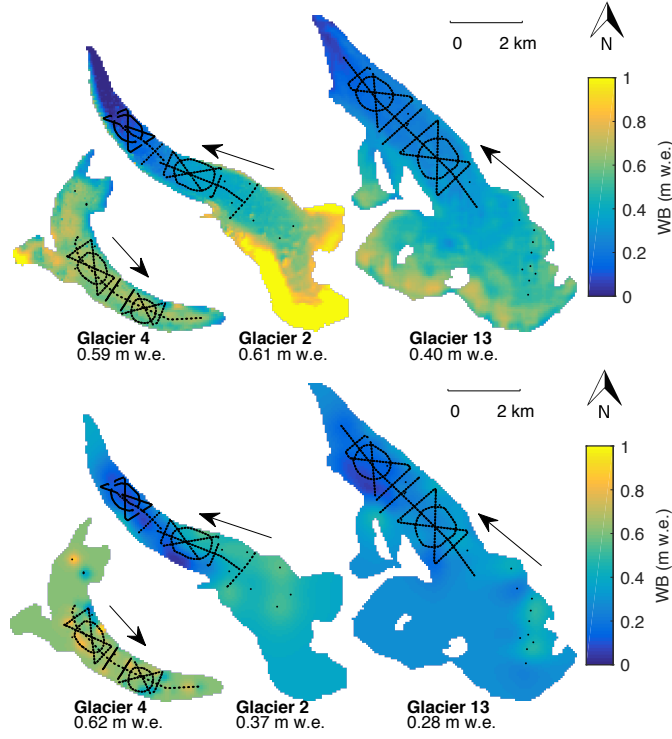 0 2 km
N
1
0.8
0.6
0.4
0.2
0
WB (m w.e.)
Glacier 4 Glacier 2 Glacier 13
0.59 m w.e. 0.61 m w.e. 0.40 m w.e.
0 2 km
N
1
0.8
0.6
0.4
0.2
0
WB (m w.e.)
Glacier 4 Glacier 2 Glacier 13
0.62 m w.e. 0.37 m w.e. 0.28 m w.e.